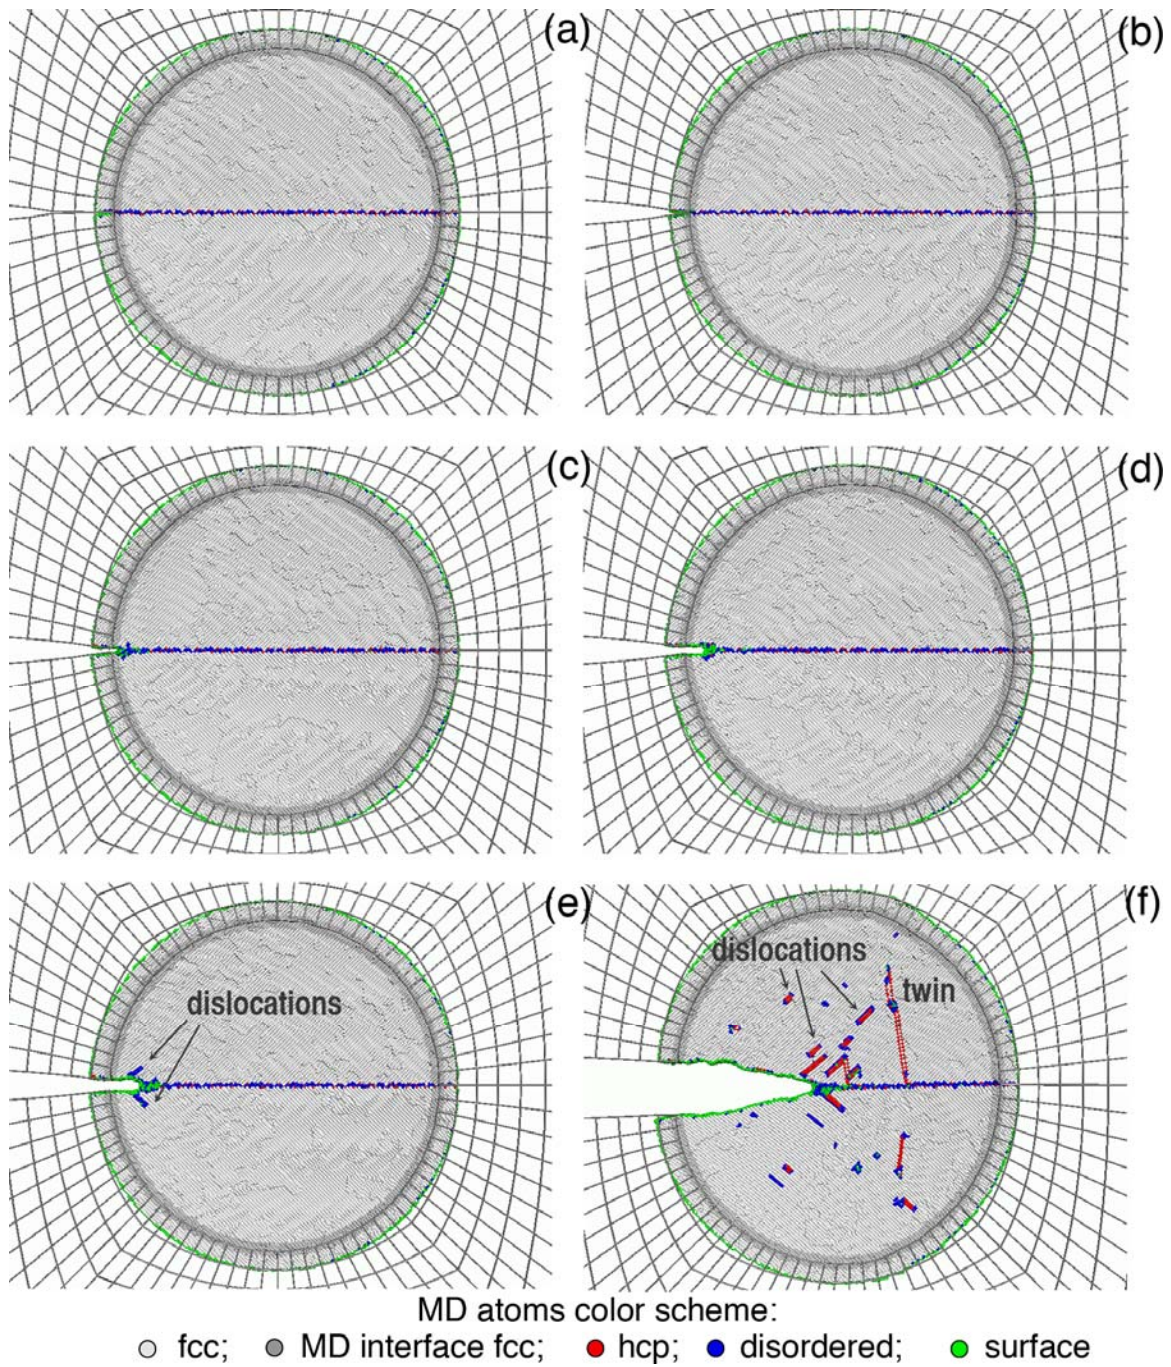 (a)
(b)
(c)
(d)
(e)
(f)
dislocations
dislocations
twin
MD atoms color scheme:
fcc; MD interface fcc; hcp; disordered; surface